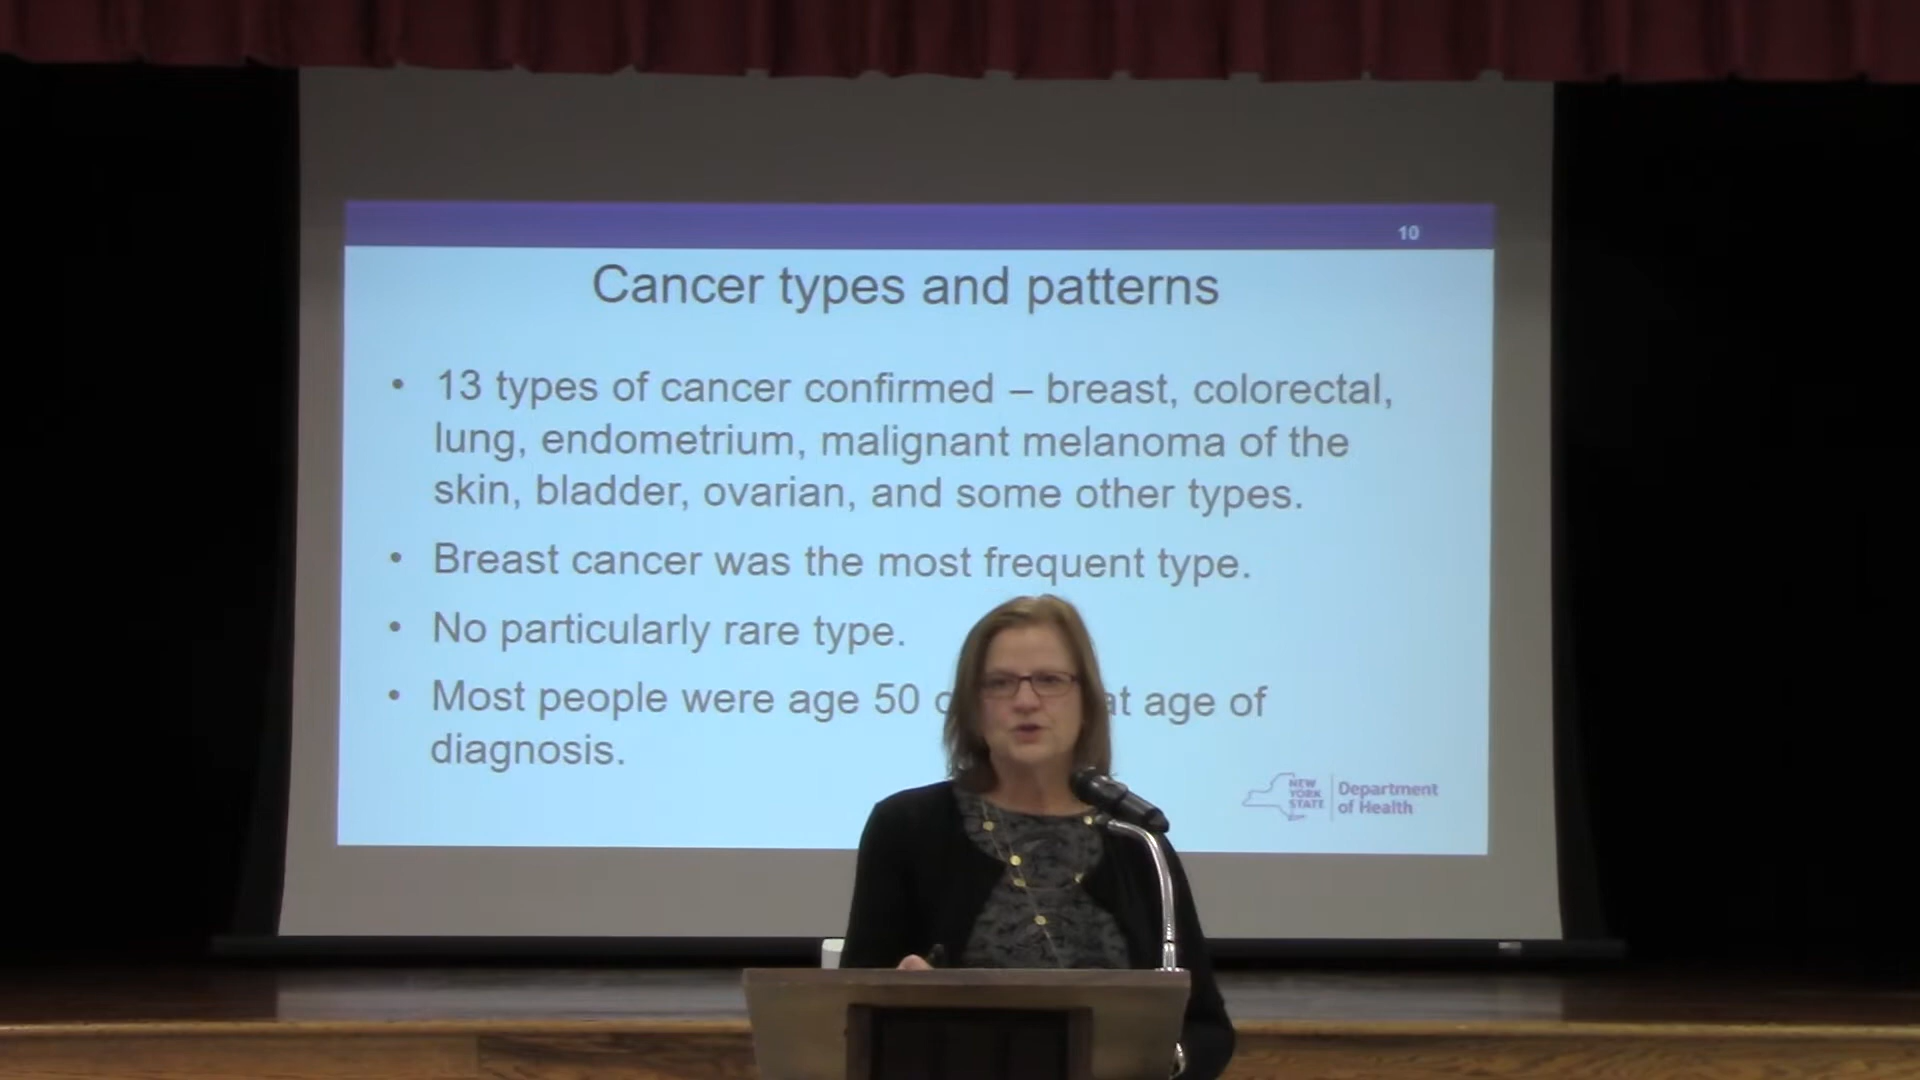 10
Cancer types and patterns
• 13 types of cancer confirmed – breast, colorectal,
lung, endometrium, malignant melanoma of the
skin, bladder, ovarian, and some other types.
• Breast cancer was the most frequent type.
• No particularly rare type.
• Most people were age 50 at age of
diagnosis.
NEW
YORK
STATE
Department
of Health